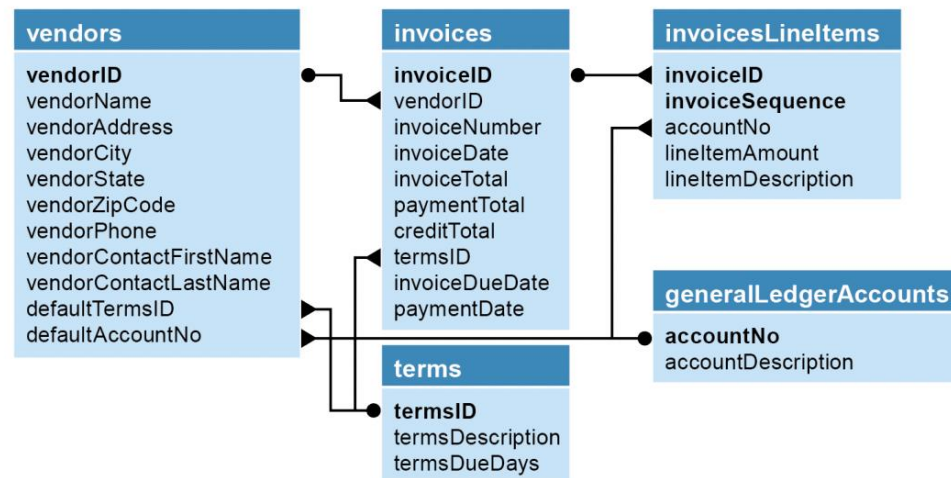 vendors
vendorID
vendorName
vendorAddress
vendorCity
vendorState
vendorZipCode
vendorPhone
vendorContactFirstName
vendorContactLastName
defaultTermsID
defaultAccountNo
invoices
invoiceID
vendorID
invoiceNumber
invoiceDate
invoiceTotal
paymentTotal
creditTotal
termsID
invoiceDueDate
paymentDate
terms
termsID
termsDescription
termsDueDays
invoicesLineItems
invoiceID
invoiceSequence
accountNo
lineItemAmount
lineItemDescription
generalLedgerAccounts
accountNo
accountDescription